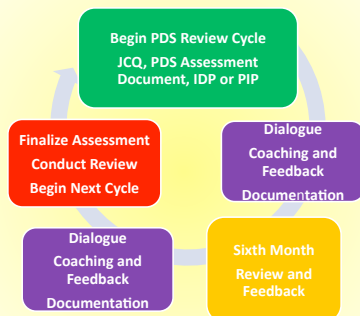 Begin PDS Review Cycle
JCQ, PDS Assessment
Document, IDP or PIP
Dialogue
Coaching and
Feedback
Documentation
Sixth Month
Review and
Feedback
Dialogue
Coaching and
Feedback
Documentation
Finalize Assessment
Conduct Review
Begin Next Cycle